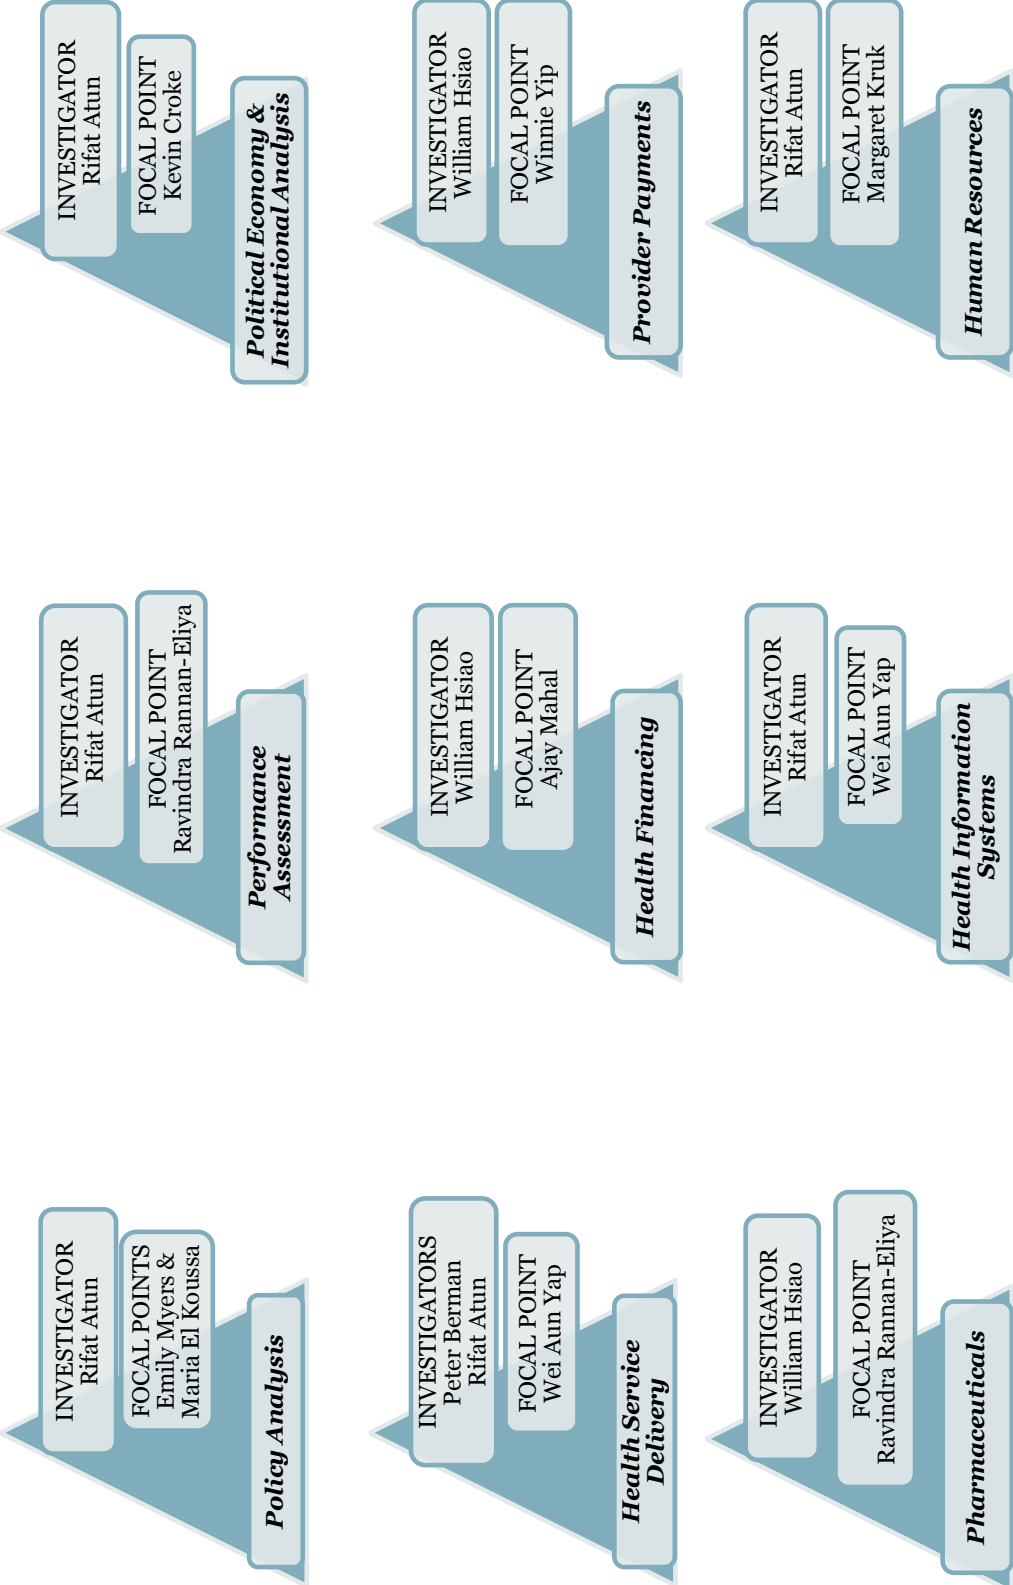 INVESTIGATOR
Rifat Atun
FOCAL POINTS
Emily Myers &
Maria El Koussa
Policy Analysis
INVESTIGATOR
Rifat Atun
FOCAL POINT
Ravindra Rannan-Eliya
Performance
Assessment
INVESTIGATOR
Rifat Atun
FOCAL POINT
Kevin Croke
Political Economy &
Institutional Analysis
INVESTIGATORS
Peter Berman
Rifat Atun
FOCAL POINT
Wei Aun Yap
Health Service
Delivery
INVESTIGATOR
William Hsiao
FOCAL POINT
Ajay Mahal
Health Financing
INVESTIGATOR
William Hsiao
FOCAL POINT
Winnie Yip
Provider Payments
INVESTIGATOR
William Hsiao
FOCAL POINT
Ravindra Rannan-Eliya
Pharmaceuticals
INVESTIGATOR
Rifat Atun
FOCAL POINT
Wei Aun Yap
Health Information
Systems
INVESTIGATOR
Rifat Atun
FOCAL POINT
Margaret Kruk
Human Resources